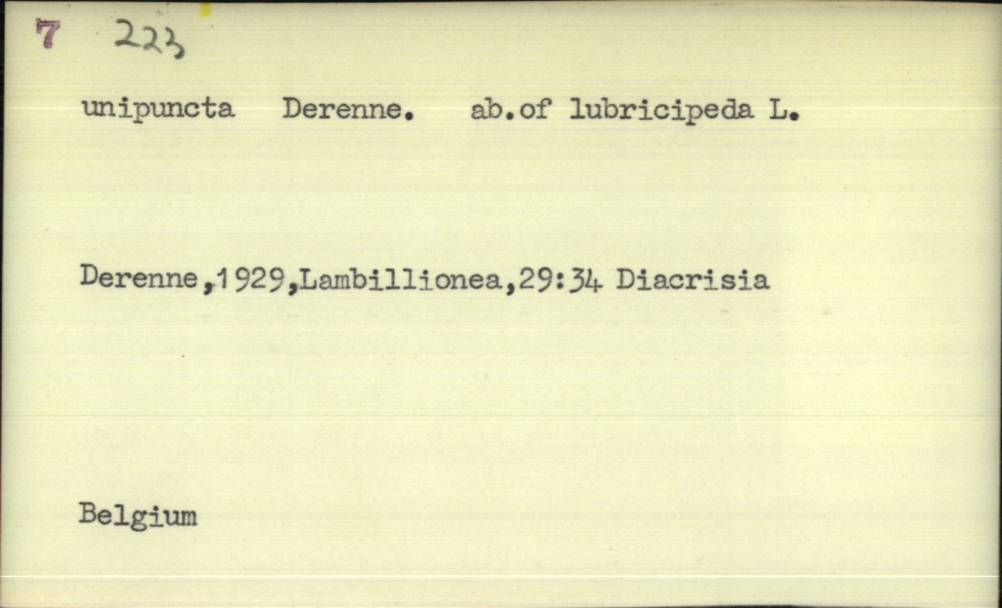 7 223
unipuncta Derenne. ab.of lubricipeda L.
Derenne,1929,Lambillionea,29:34 Diacrisia
Belgium